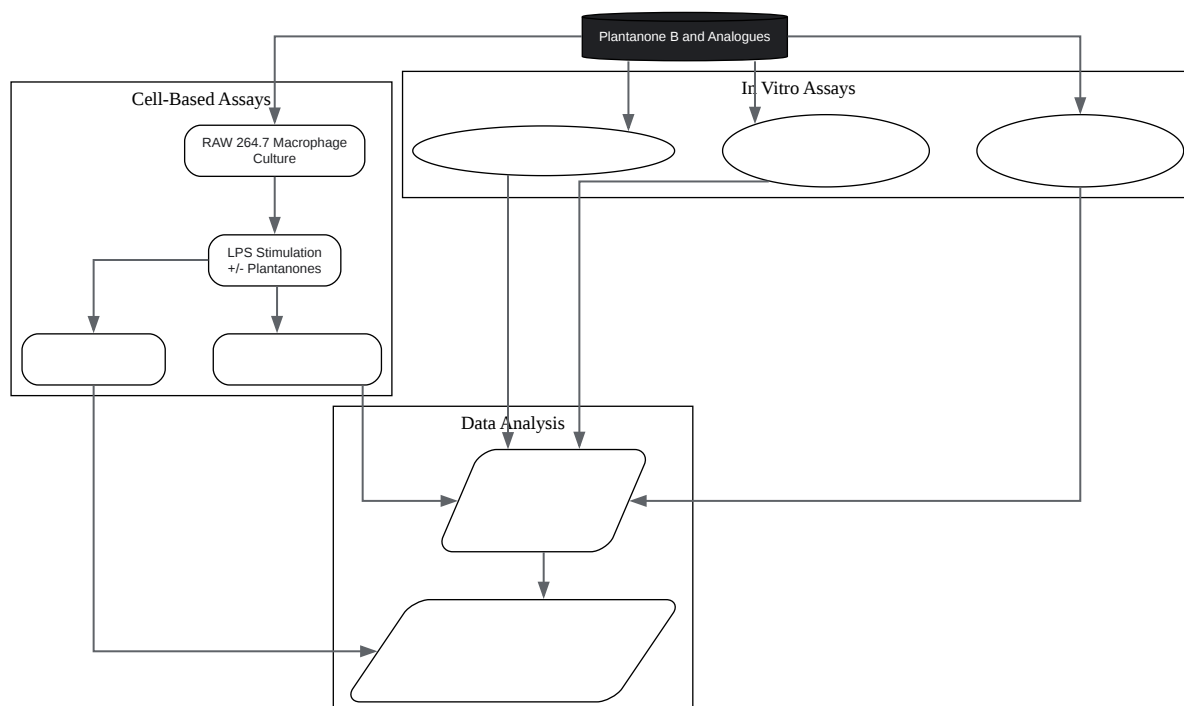 Plantanone B and Analogues
Cell-Based Assays
In Vitro Assays
RAW 264.7 Macrophage
Culture
LPS Stimulation
+/- Plantanones
Data Analysis